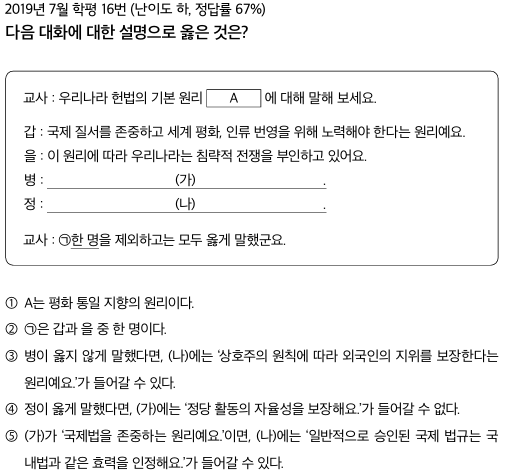 2019년 7월 학평 16번 (난이도 하, 정답률 67%)
다음 대화에 대한 설명으로 옳은 것은?
교사 : 우리나라 헌법의 기본 원리 A 에 대해 말해 보세요.
갑 : 국제 질서를 존중하고 세계 평화, 인류 번영을 위해 노력해야 한다는 원리예요.
을 : 이 원리에 따라 우리나라는 침략적 전쟁을 부인하고 있어요.
병 : (가) .
정 : (나) .
교사 : ㉠한 명을 제외하고는 모두 옳게 말했군요.
① A는 평화 통일 지향의 원리이다.
② ㉠은 갑과 을 중 한 명이다.
③ 병이 옳지 않게 말했다면, (나)에는 '상호주의 원칙에 따라 외국인의 지위를 보장한다는
원리예요.'가 들어갈 수 있다.
④ 정이 옳게 말했다면, (가)에는 '정당 활동의 자율성을 보장해요.'가 들어갈 수 없다.
⑤ (가)가 '국제법을 존중하는 원리예요.'이면, (나)에는 '일반적으로 승인된 국제 법규는 국
내법과 같은 효력을 인정해요.'가 들어갈 수 있다.